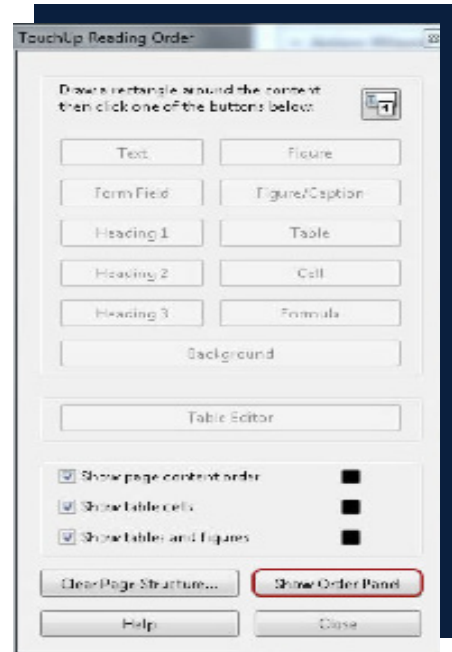 TouchUp Reading Order
Draw a rectangle around the content
then click one of the buttons below:
Text
Figure
Form Field
Figure/Caption
Heading 1
Table
Heading 2
Cell
Heading 3
Formula
Background
Table Editor
Show page content order
Show table cells
Show tables and figures
Clear Page Structure...
Show Order Panel
Help
Close